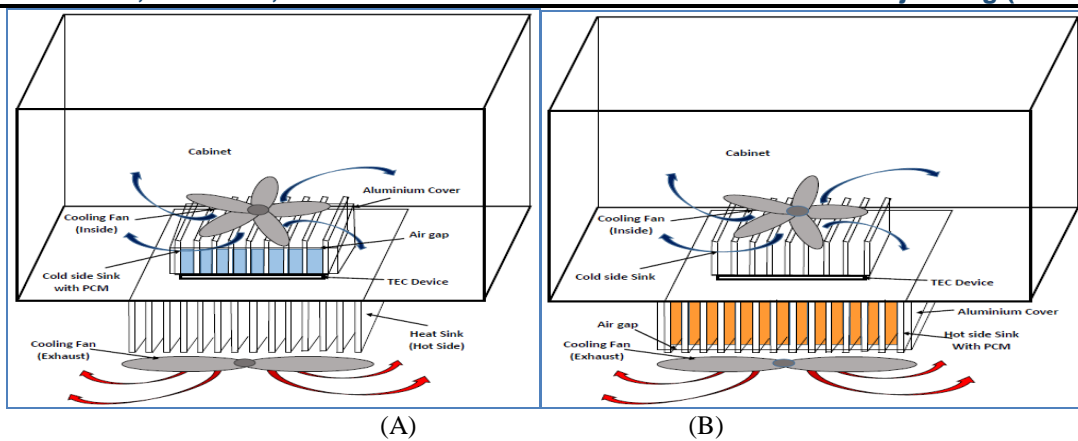 Cabinet
Aluminium Cover
Cooling Fan
(Inside)
Air gap
Cold side Sink
with PCM
TEC Device
Heat Sink
(Hot Side)
Cooling Fan
(Exhaust)
Cabinet
Cooling Fan
(Inside)
Cold side Sink
TEC Device
Aluminium Cover
Air gap
Hot side Sink
With PCM
Cooling Fan
(Exhaust)
(A)
(B)